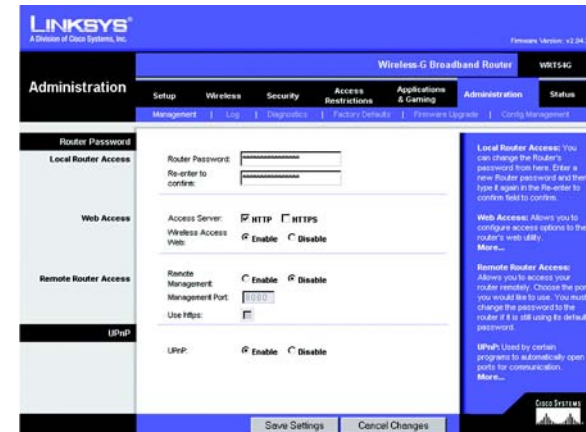 LINKSYS®
A Division of Cisco Systems, Inc.
Firmware Version: v2.04.
Wireless-G Broadband Router WRT54G
Administration
Setup Wireless Security Access Restrictions Applications & Gaming Administration Status
Management | Log | Diagnostics | Factory Defaults | Firmware Upgrade | Config Management
Router Password
Local Router Access
Router Password:
Re-enter to
confirm:
Web Access
Access Server: HTTP HTTPS
Wireless Access
Web: Enable Disable
Remote Router Access
Remote
Management: Enable Disable
Management Port: 8080
Use https:
UPnP
UPnP: Enable Disable
Local Router Access: You
can change the Router's
password from here. Enter a
new Router password and then
type it again in the Re-enter to
confirm field to confirm.
Web Access: Allows you to
configure access options to the
router's web utility.
More...
Remote Router Access:
Allows you to access your
router remotely. Choose the port
you would like to use. You must
change the password to the
router if it is still using its default
password.
UPnP: Used by certain
programs to automatically open
ports for communication.
More...
Save Settings Cancel Changes
CISCO SYSTEMS